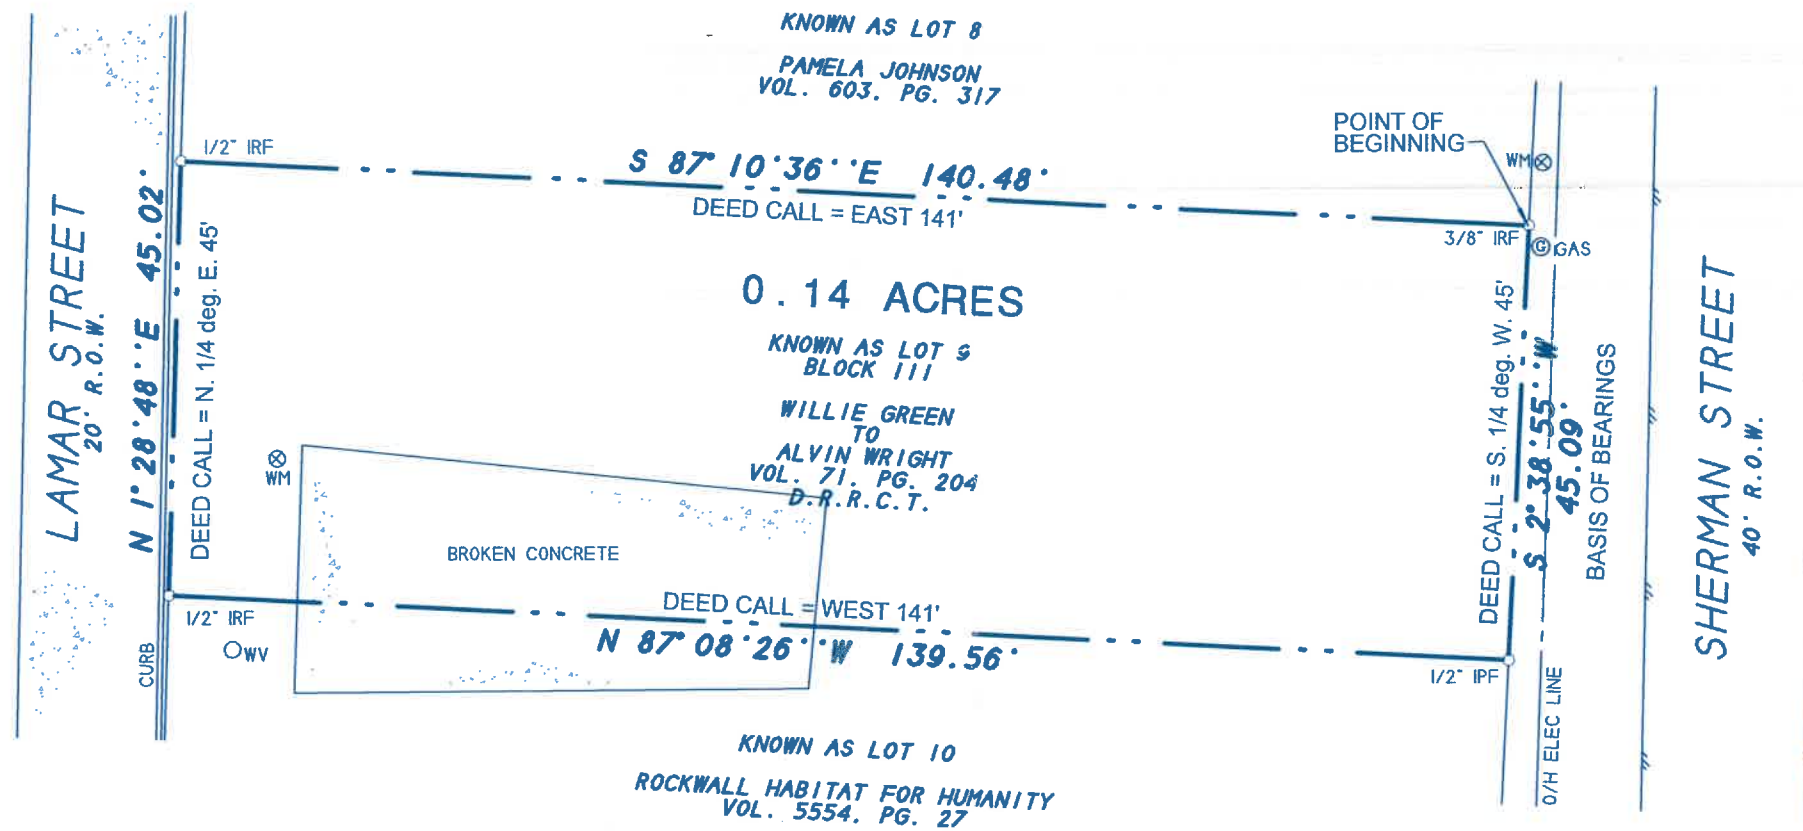 KNOWN AS LOT 8
PAMELA JOHNSON
VOL. 603. PG. 317
POINT OF
BEGINNING
WM
1/2" IRF
S 87°10'36''E 140.48'
DEED CALL = EAST 141'
3/8" IRF
G GAS
LAMAR STREET
20' R.O.W.
N 1°28'48''E 45.02'
DEED CALL = N. 1/4 deg. E. 45'
0.14 ACRES
KNOWN AS LOT 9
BLOCK 111
WILLIE GREEN
TO
ALVIN WRIGHT
VOL. 71. PG. 204
D.R.R.C.T.
WM
BROKEN CONCRETE
DEED CALL = S. 1/4 deg. W. 45'
S 2°38'55''W
45.09'
BASIS OF BEARINGS
SHERMAN STREET
40' R.O.W.
DEED CALL = WEST 141'
N 87°08'26''W 139.56'
1/2" IRF
WV
CURB
1/2" IPF
O/H ELEC LINE
KNOWN AS LOT 10
ROCKWALL HABITAT FOR HUMANITY
VOL. 5554. PG. 27